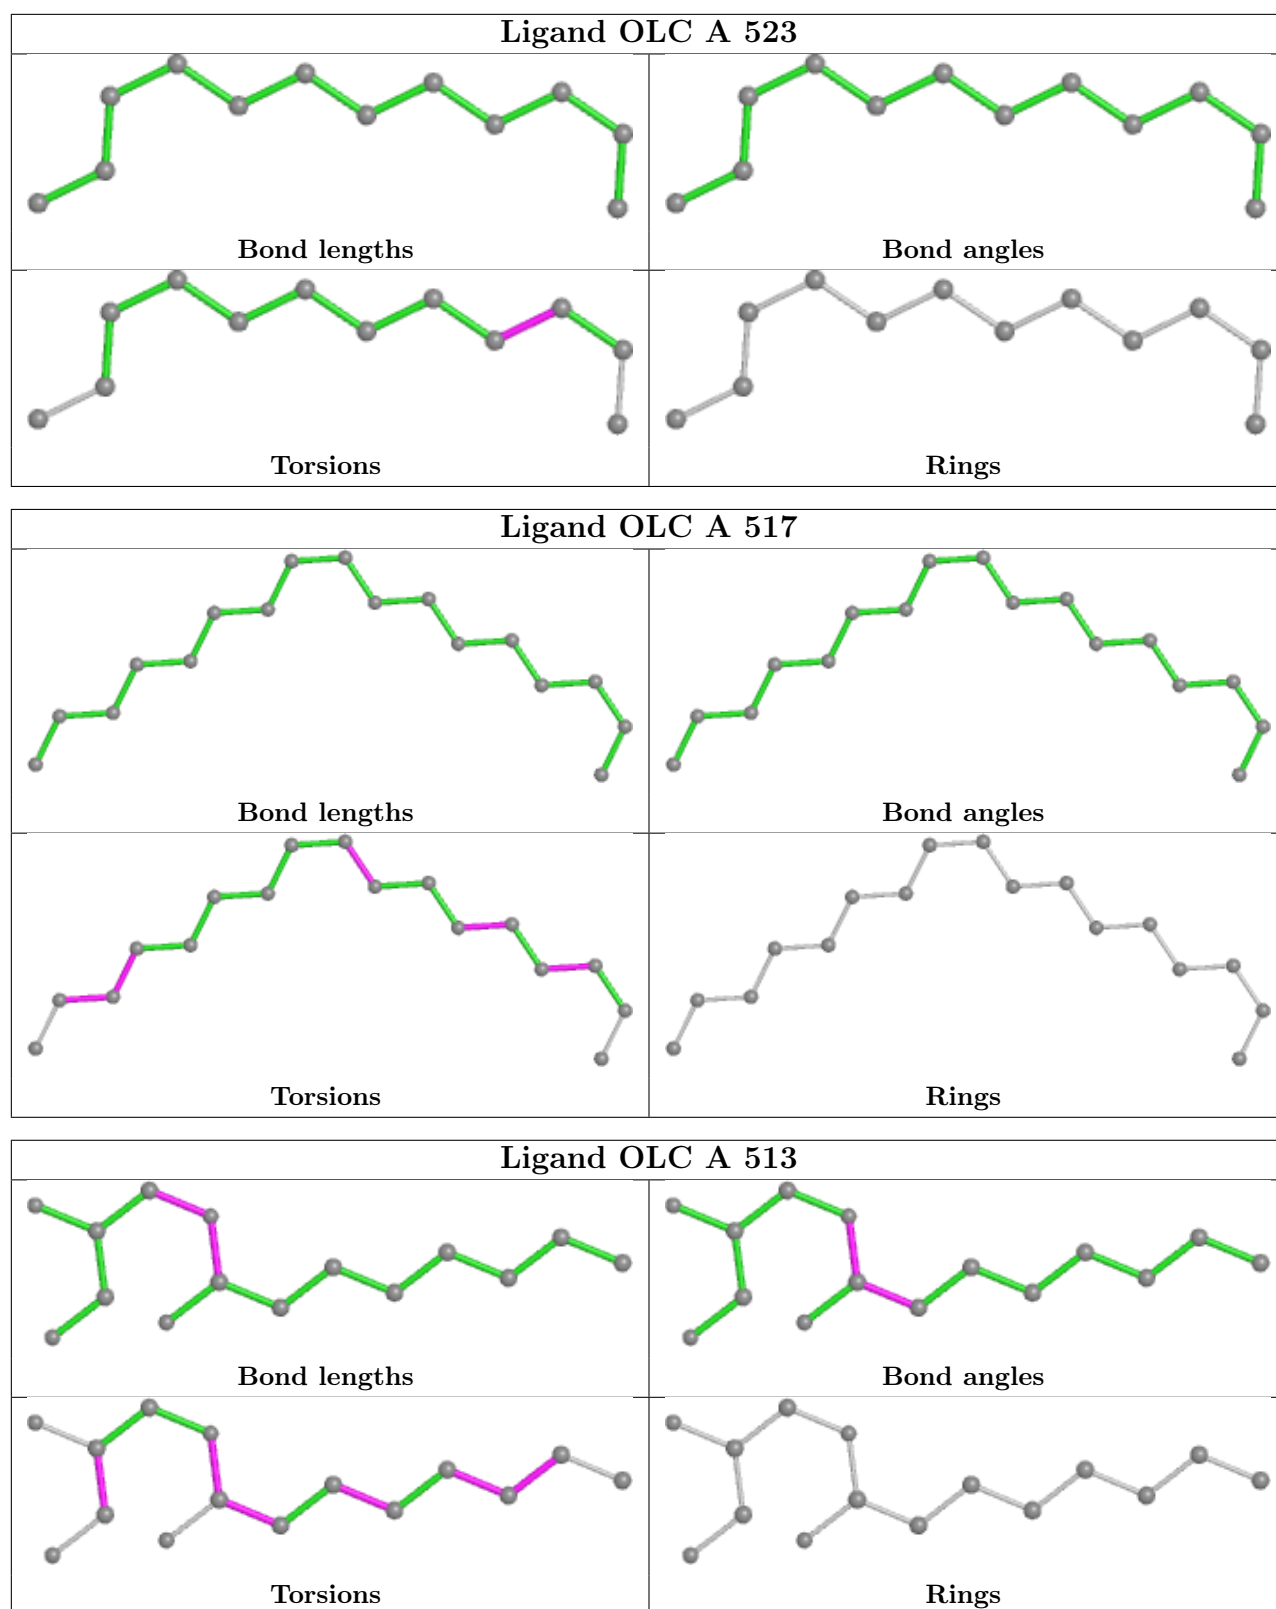 Ligand OLC A 523
Bond lengths
Bond angles
Torsions
Rings
Ligand OLC A 517
Bond lengths
Bond angles
Torsions
Rings
Ligand OLC A 513
Bond lengths
Bond angles
Torsions
Rings